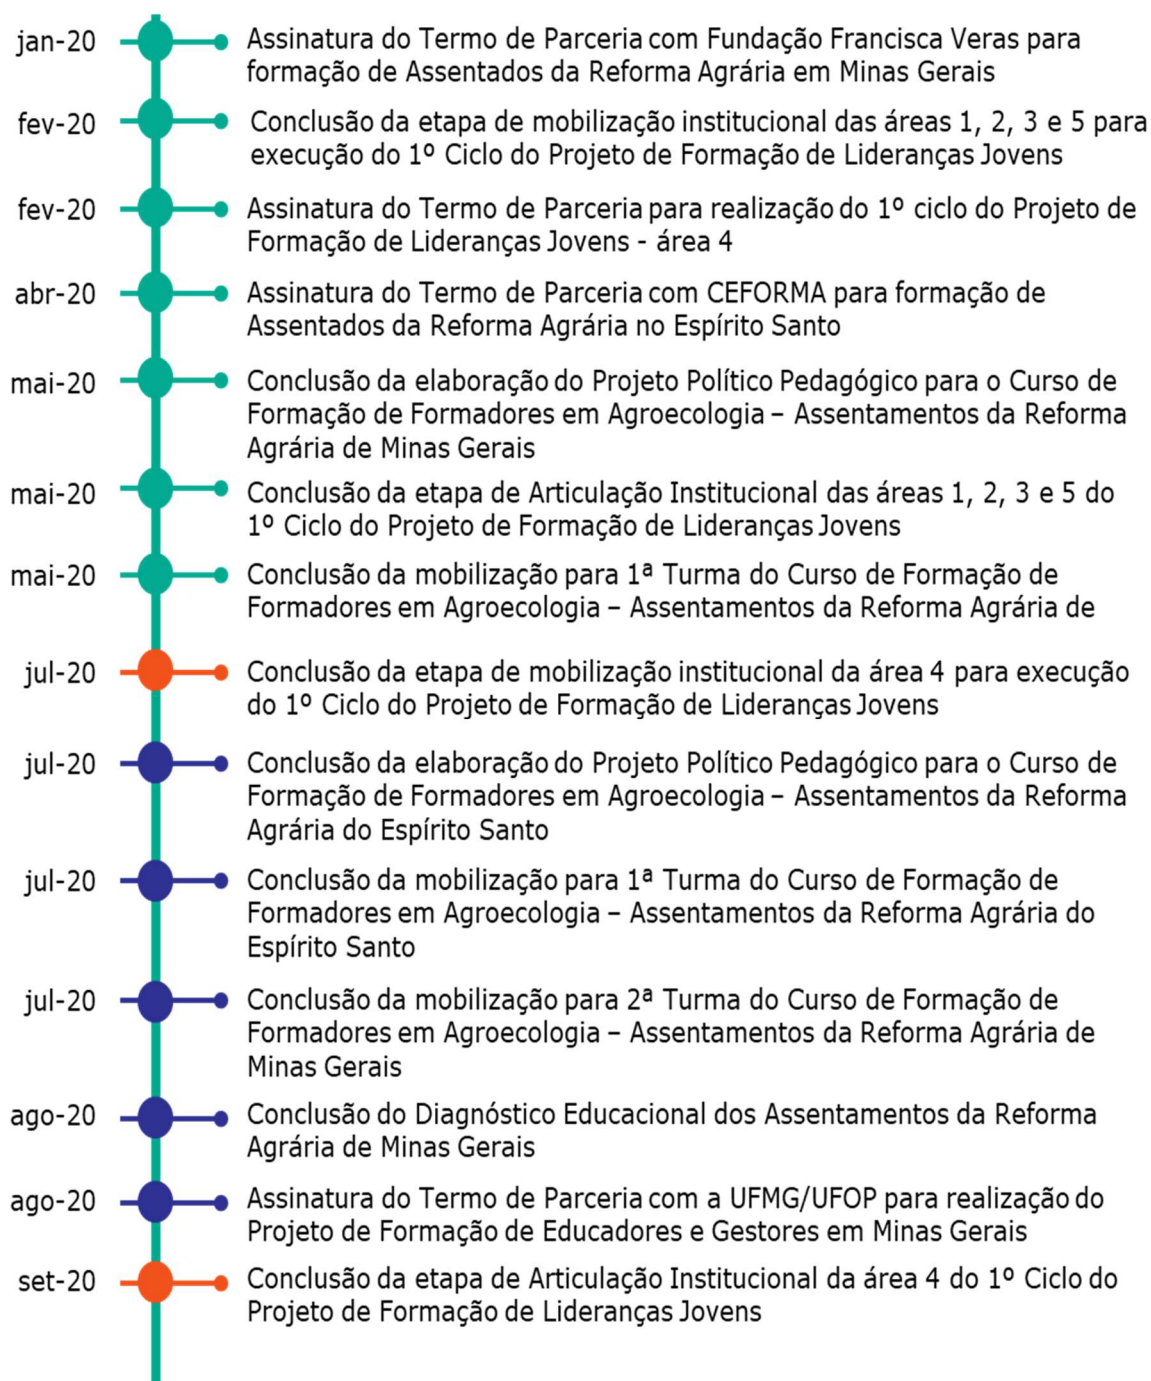 jan-20
Assinatura do Termo de Parceria com Fundação Francisca Veras para
formação de Assentados da Reforma Agrária em Minas Gerais
fev-20
Conclusão da etapa de mobilização institucional das áreas 1, 2, 3 e 5 para
execução do 1º Ciclo do Projeto de Formação de Lideranças Jovens
fev-20
Assinatura do Termo de Parceria para realização do 1º ciclo do Projeto de
Formação de Lideranças Jovens - área 4
abr-20
Assinatura do Termo de Parceria com CEFORMA para formação de
Assentados da Reforma Agrária no Espírito Santo
mai-20
Conclusão da elaboração do Projeto Político Pedagógico para o Curso de
Formação de Formadores em Agroecologia – Assentamentos da Reforma
Agrária de Minas Gerais
mai-20
Conclusão da etapa de Articulação Institucional das áreas 1, 2, 3 e 5 do
1º Ciclo do Projeto de Formação de Lideranças Jovens
mai-20
Conclusão da mobilização para 1ª Turma do Curso de Formação de
Formadores em Agroecologia – Assentamentos da Reforma Agrária de
jul-20
Conclusão da etapa de mobilização institucional da área 4 para execução
do 1º Ciclo do Projeto de Formação de Lideranças Jovens
jul-20
Conclusão da elaboração do Projeto Político Pedagógico para o Curso de
Formação de Formadores em Agroecologia – Assentamentos da Reforma
Agrária do Espírito Santo
jul-20
Conclusão da mobilização para 1ª Turma do Curso de Formação de
Formadores em Agroecologia – Assentamentos da Reforma Agrária do
Espírito Santo
jul-20
Conclusão da mobilização para 2ª Turma do Curso de Formação de
Formadores em Agroecologia – Assentamentos da Reforma Agrária de
Minas Gerais
ago-20
Conclusão do Diagnóstico Educacional dos Assentamentos da Reforma
Agrária de Minas Gerais
ago-20
Assinatura do Termo de Parceria com a UFMG/UFOP para realização do
Projeto de Formação de Educadores e Gestores em Minas Gerais
set-20
Conclusão da etapa de Articulação Institucional da área 4 do 1º Ciclo do
Projeto de Formação de Lideranças Jovens